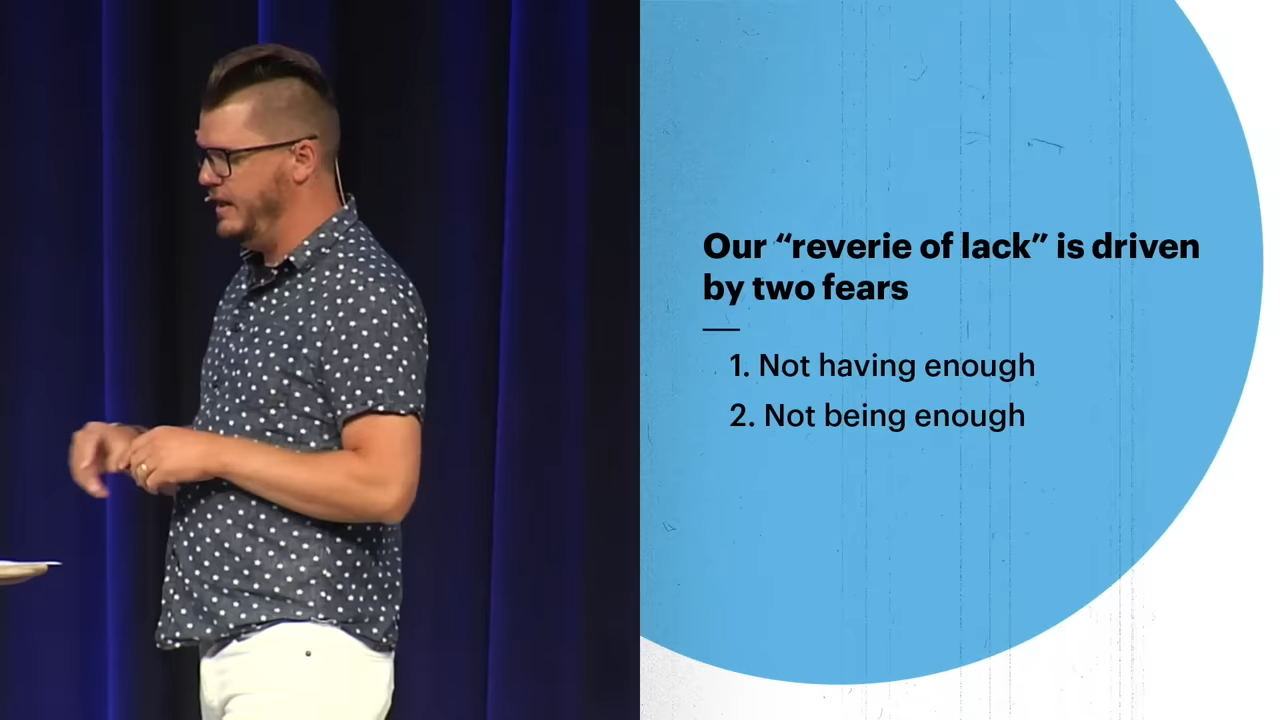 Our “reverie of lack” is driven
by two fears
1. Not having enough
2. Not being enough